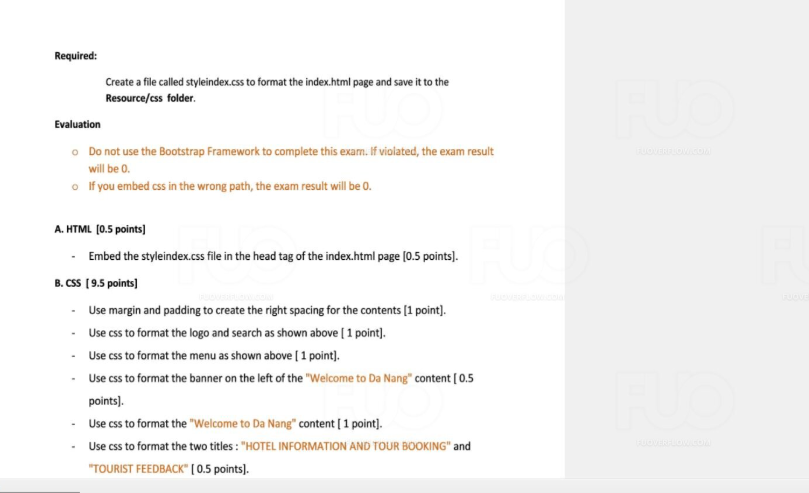 Required:
Create a file called styleindex.css to format the index.html page and save it to the
Resource/css folder.
Evaluation
o Do not use the Bootstrap Framework to complete this exam. If violated, the exam result
will be 0.
o If you embed css in the wrong path, the exam result will be 0.
A. HTML [0.5 points]
- Embed the styleindex.css file in the head tag of the index.html page [0.5 points].
B. CSS [ 9.5 points]
- Use margin and padding to create the right spacing for the contents [1 point].
- Use css to format the logo and search as shown above [ 1 point].
- Use css to format the menu as shown above [ 1 point].
- Use css to format the banner on the left of the "Welcome to Da Nang" content [ 0.5
points].
- Use css to format the "Welcome to Da Nang" content [ 1 point].
- Use css to format the two titles : "HOTEL INFORMATION AND TOUR BOOKING" and
"TOURIST FEEDBACK" [ 0.5 points].
FUO
FUO
FUO
FUO
FUO